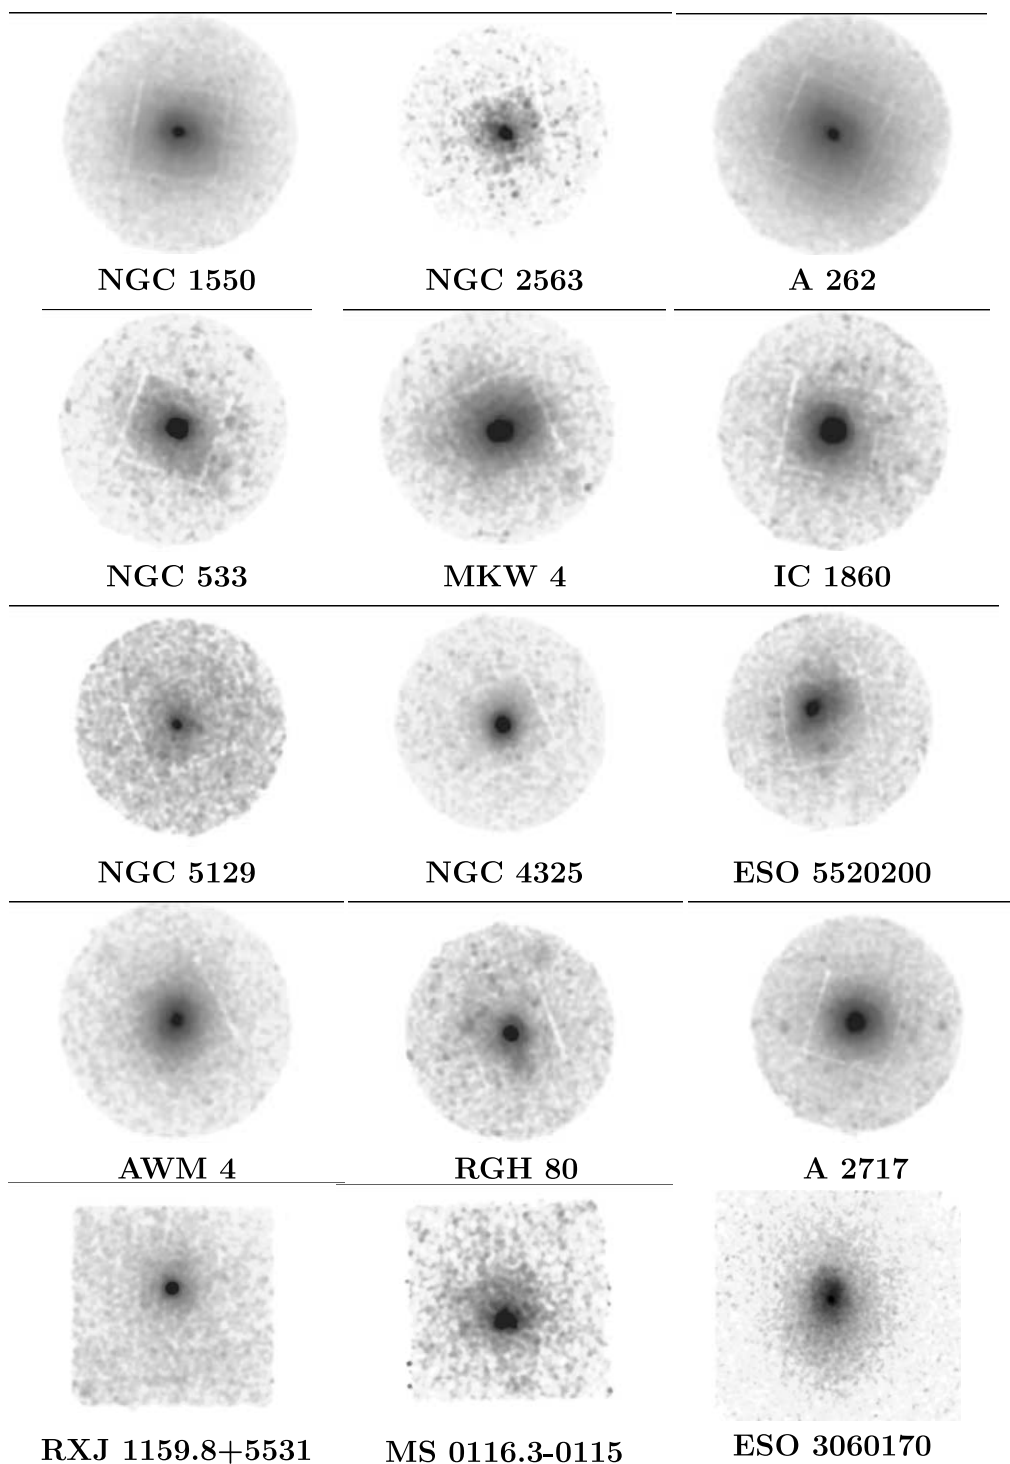 NGC 1550 NGC 2563 A 262
NGC 533 MKW 4 IC 1860
NGC 5129 NGC 4325 ESO 5520200
AWM 4 RGH 80 A 2717
RXJ 1159.8+5531 MS 0116.3-0115 ESO 3060170